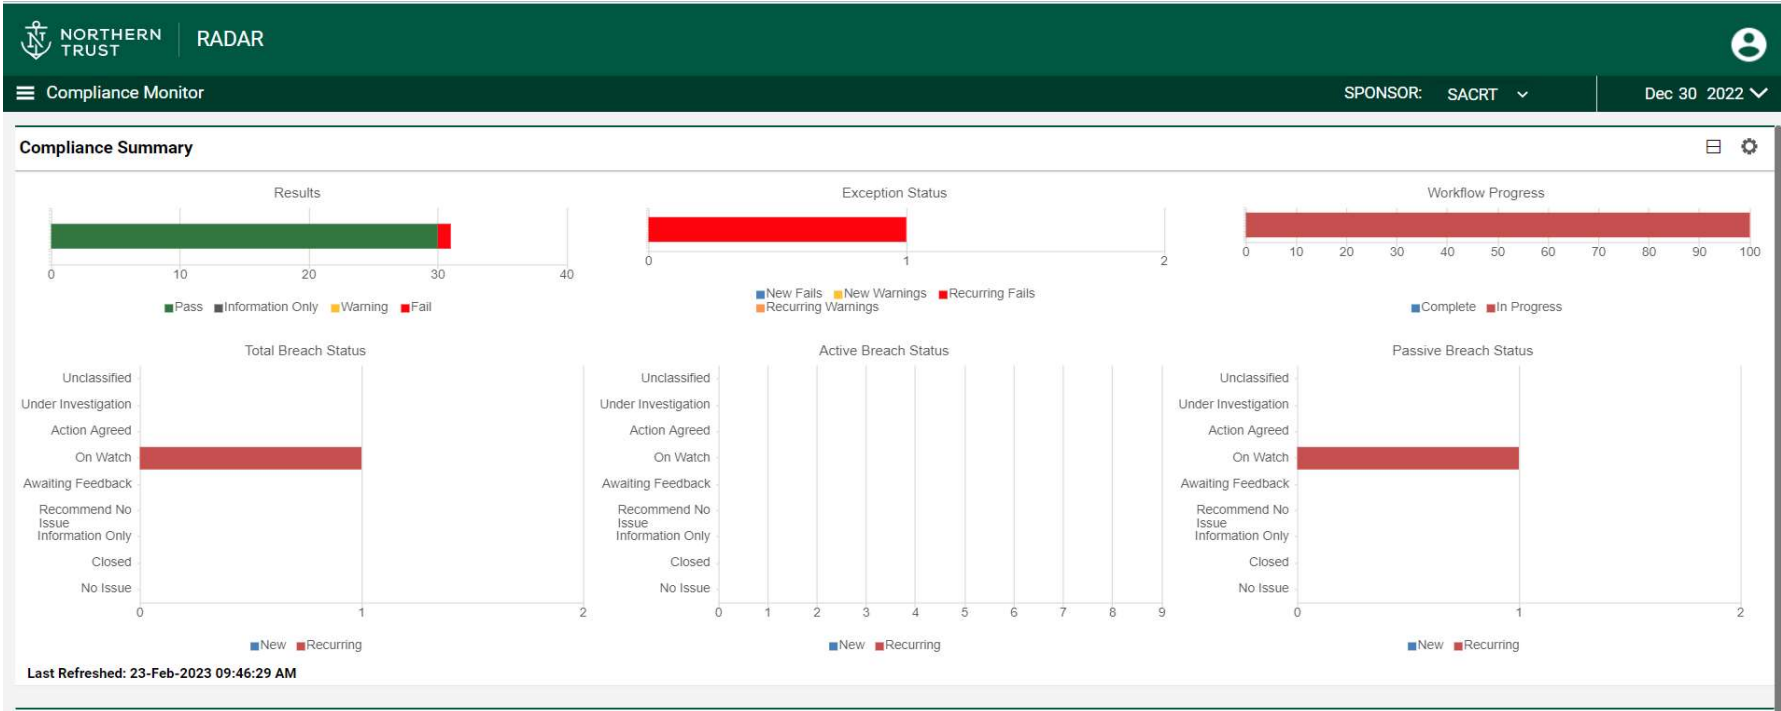 NORTHERN
TRUST
RADAR
Compliance Monitor
SPONSOR: SACRT
Dec 30 2022
Compliance Summary
Results
0 10 20 30 40
Pass Information Only Warning Fail
Exception Status
0 1 2
New Fails New Warnings Recurring Fails
Recurring Warnings
Workflow Progress
0 10 20 30 40 50 60 70 80 90 100
Complete In Progress
Total Breach Status
Unclassified
Under Investigation
Action Agreed
On Watch
Awaiting Feedback
Recommend No
Issue
Information Only
Closed
No Issue
0 1 2
New Recurring
Active Breach Status
Unclassified
Under Investigation
Action Agreed
On Watch
Awaiting Feedback
Recommend No
Issue
Information Only
Closed
No Issue
0 1 2 3 4 5 6 7 8 9
New Recurring
Passive Breach Status
Unclassified
Under Investigation
Action Agreed
On Watch
Awaiting Feedback
Recommend No
Issue
Information Only
Closed
No Issue
0 1 2
New Recurring
Last Refreshed: 23-Feb-2023 09:46:29 AM